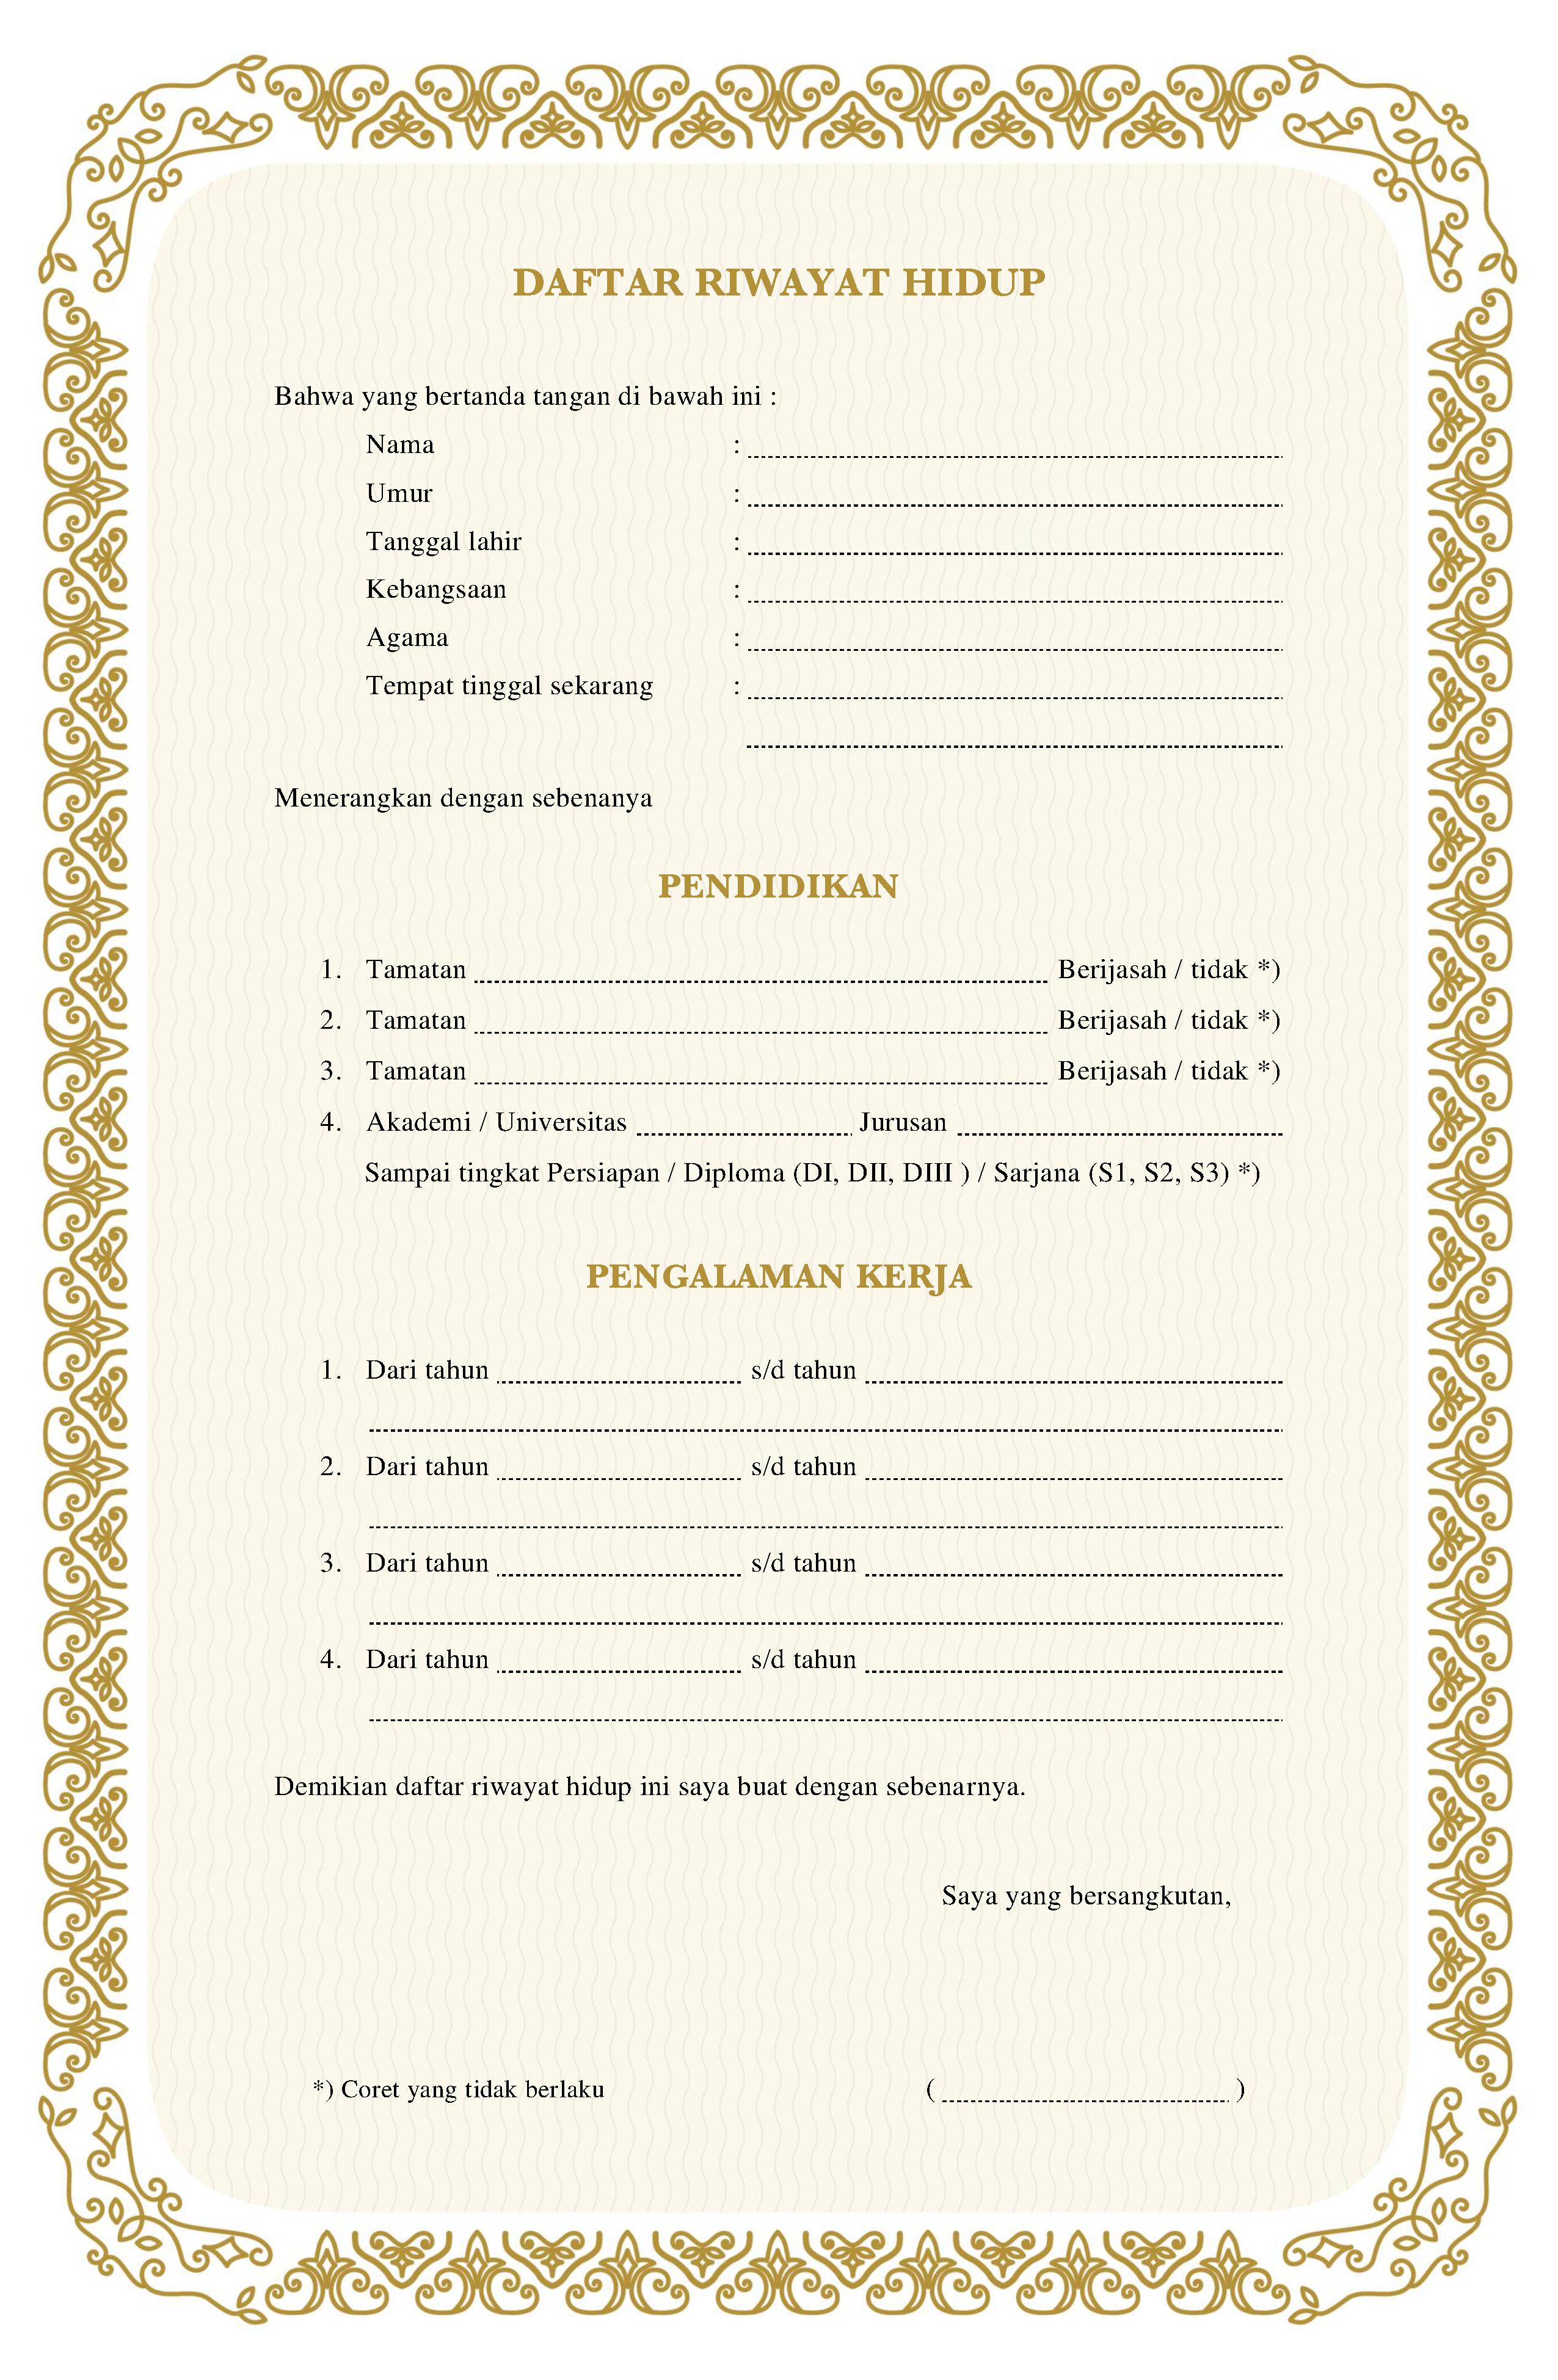 DAFTAR RIWAYAT HIDUP
Bahwa yang bertanda tangan di bawah ini :
Nama :
Umur :
Tanggal lahir :
Kebangsaan :
Agama :
Tempat tinggal sekarang :
Menerangkan dengan sebenanya
PENDIDIKAN
1. Tamatan Berijasah / tidak *)
2. Tamatan Berijasah / tidak *)
3. Tamatan Berijasah / tidak *)
4. Akademi / Universitas Jurusan
Sampai tingkat Persiapan / Diploma (DI, DII, DIII ) / Sarjana (S1, S2, S3) *)
PENGALAMAN KERJA
1. Dari tahun s/d tahun
2. Dari tahun s/d tahun
3. Dari tahun s/d tahun
4. Dari tahun s/d tahun
Demikian daftar riwayat hidup ini saya buat dengan sebenarnya.
Saya yang bersangkutan,
*) Coret yang tidak berlaku ( )